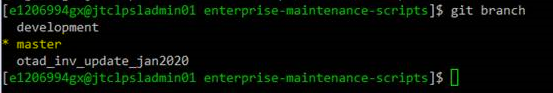 [e1206994gx@jtclpsladmin01 enterprise-maintenance-scripts]$ git branch
  development
* master
  otad_inv_update_jan2020
[e1206994gx@jtclpsladmin01 enterprise-maintenance-scripts]$